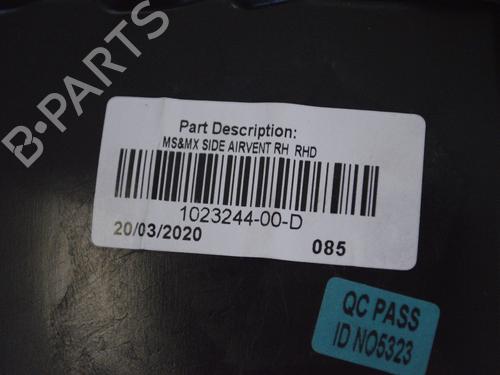 B-PARTS
Part Description:
MS&MX SIDE AIRVENT RH RHD
1023244-00-D
20/03/2020 085
QC PASS
ID NO5323